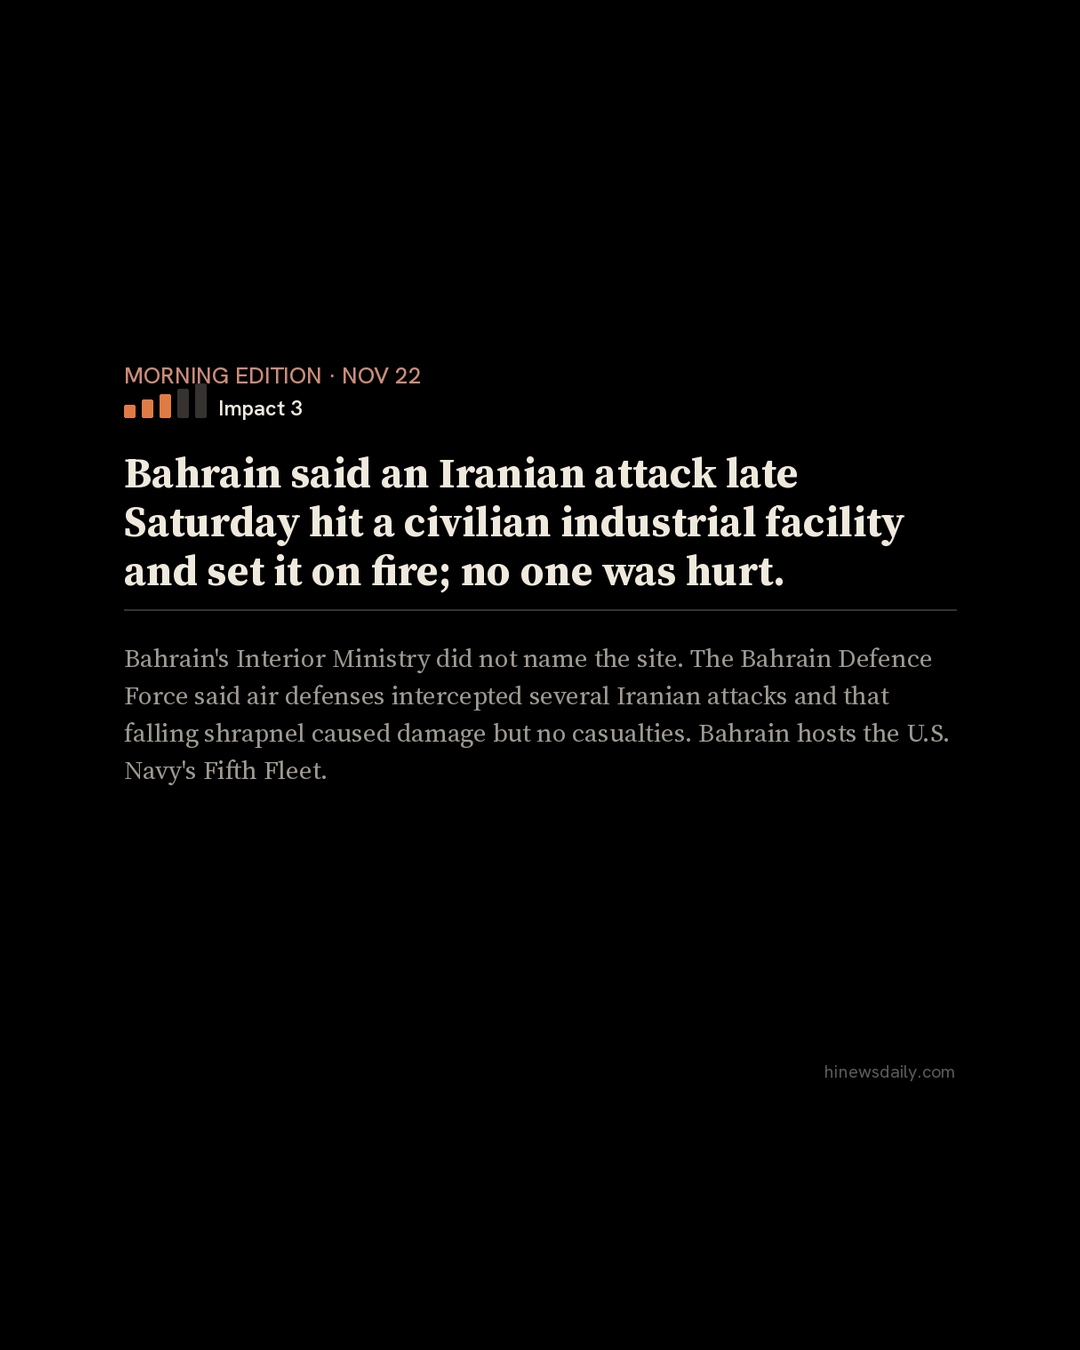 MORNING EDITION · NOV 22
Impact 3
Bahrain said an Iranian attack late
Saturday hit a civilian industrial facility
and set it on fire; no one was hurt.
Bahrain's Interior Ministry did not name the site. The Bahrain Defence
Force said air defenses intercepted several Iranian attacks and that
falling shrapnel caused damage but no casualties. Bahrain hosts the U.S.
Navy's Fifth Fleet.
hinewsdaily.com